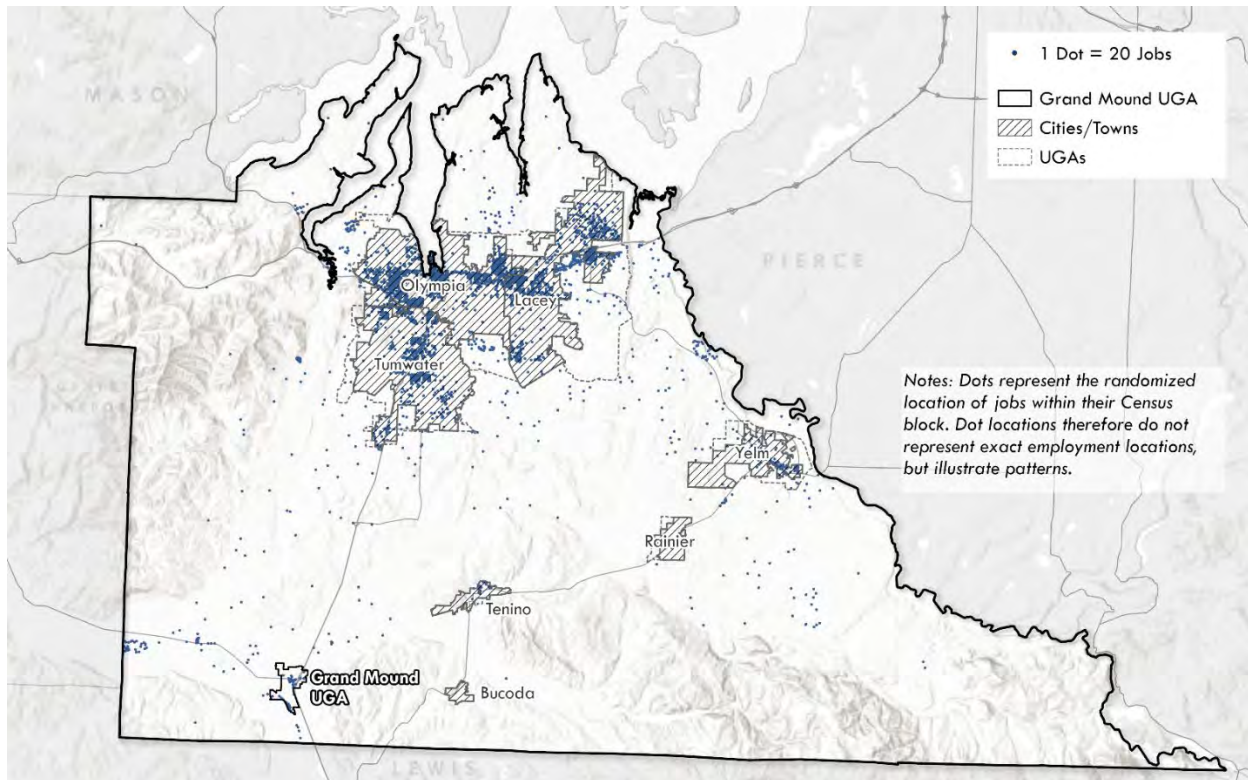 1 Dot = 20 Jobs
Grand Mound UGA
Cities/Towns
UGAs
MASON
PIERCE
Olympia
Lacey
Tumwater
Notes: Dots represent the randomized
location of jobs within their Census
block. Dot locations therefore do not
represent exact employment locations,
but illustrate patterns.
Yelm
Rainier
Tenino
Grand Mound
UGA
Bucoda
LEWIS